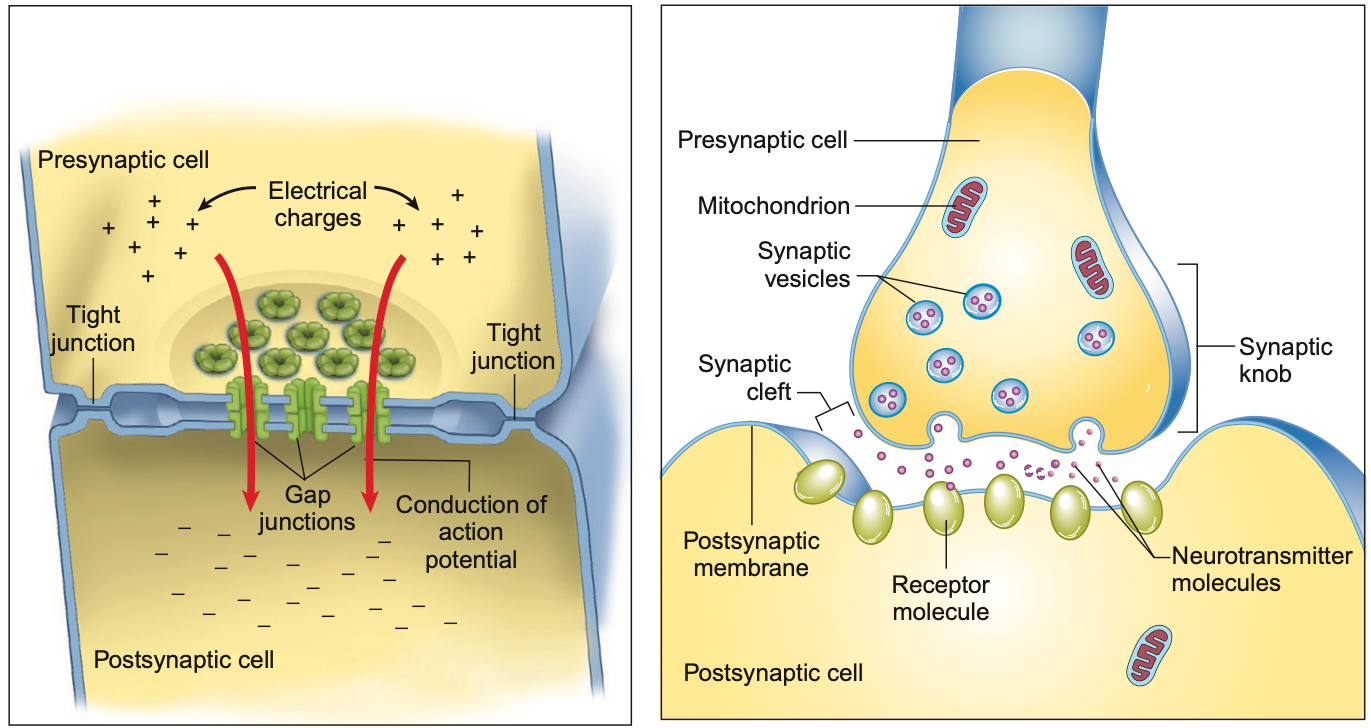 Presynaptic cell
Electrical
charges
Tight
junction
Tight
junction
Gap
junctions
Conduction of
action
potential
Postsynaptic cell
Presynaptic cell
Mitochondrion
Synaptic
vesicles
Synaptic
cleft
Synaptic
knob
Postsynaptic
membrane
Receptor
molecule
Neurotransmitter
molecules
Postsynaptic cell